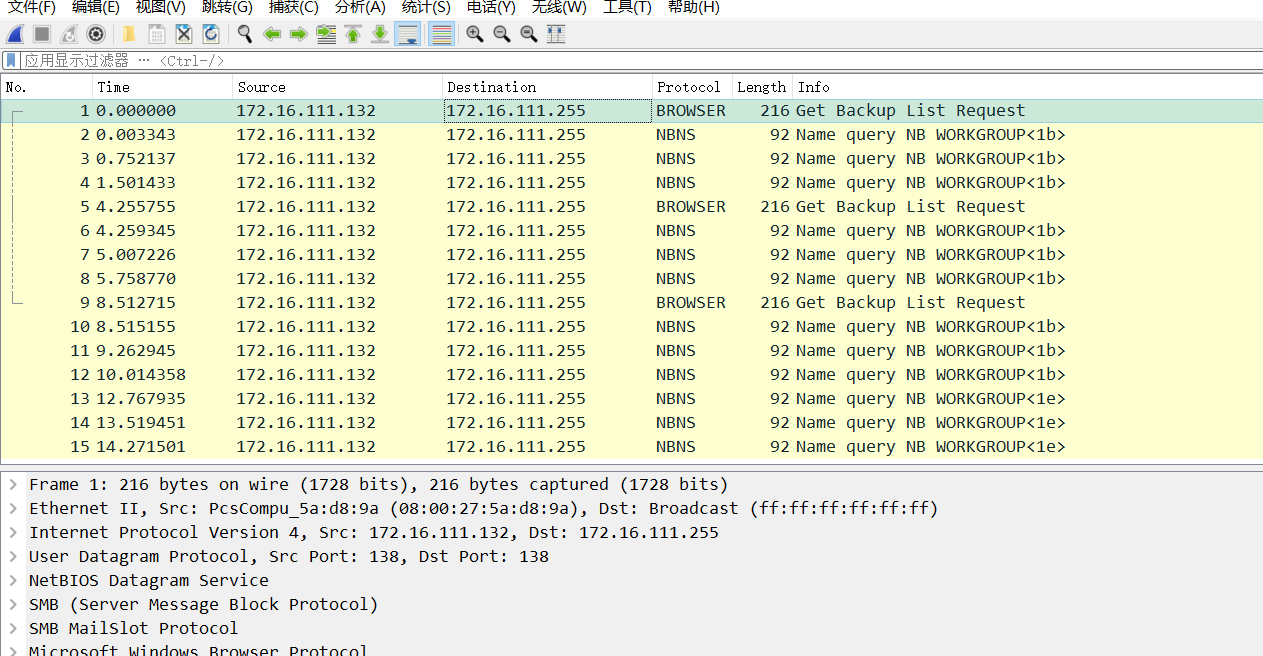 文件(F) 编辑(E) 视图(V) 跳转(G) 捕获(C) 分析(A) 统计(S) 电话(Y) 无线(W) 工具(T) 帮助(H)
应用显示过滤器 … <Ctrl-/>
No. Time Source Destination Protocol Length Info
1 0.000000 172.16.111.132 172.16.111.255 BROWSER 216 Get Backup List Request
2 0.003343 172.16.111.132 172.16.111.255 NBNS 92 Name query NB WORKGROUP<1b>
3 0.752137 172.16.111.132 172.16.111.255 NBNS 92 Name query NB WORKGROUP<1b>
4 1.501433 172.16.111.132 172.16.111.255 NBNS 92 Name query NB WORKGROUP<1b>
5 4.255755 172.16.111.132 172.16.111.255 BROWSER 216 Get Backup List Request
6 4.259345 172.16.111.132 172.16.111.255 NBNS 92 Name query NB WORKGROUP<1b>
7 5.007226 172.16.111.132 172.16.111.255 NBNS 92 Name query NB WORKGROUP<1b>
8 5.758770 172.16.111.132 172.16.111.255 NBNS 92 Name query NB WORKGROUP<1b>
9 8.512715 172.16.111.132 172.16.111.255 BROWSER 216 Get Backup List Request
10 8.515155 172.16.111.132 172.16.111.255 NBNS 92 Name query NB WORKGROUP<1b>
11 9.262945 172.16.111.132 172.16.111.255 NBNS 92 Name query NB WORKGROUP<1b>
12 10.014358 172.16.111.132 172.16.111.255 NBNS 92 Name query NB WORKGROUP<1b>
13 12.767935 172.16.111.132 172.16.111.255 NBNS 92 Name query NB WORKGROUP<1e>
14 13.519451 172.16.111.132 172.16.111.255 NBNS 92 Name query NB WORKGROUP<1e>
15 14.271501 172.16.111.132 172.16.111.255 NBNS 92 Name query NB WORKGROUP<1e>
Frame 1: 216 bytes on wire (1728 bits), 216 bytes captured (1728 bits)
Ethernet II, Src: PcsCompu_5a:d8:9a (08:00:27:5a:d8:9a), Dst: Broadcast (ff:ff:ff:ff:ff:ff)
Internet Protocol Version 4, Src: 172.16.111.132, Dst: 172.16.111.255
User Datagram Protocol, Src Port: 138, Dst Port: 138
NetBIOS Datagram Service
SMB (Server Message Block Protocol)
SMB MailSlot Protocol
Microsoft Windows Browser Protocol